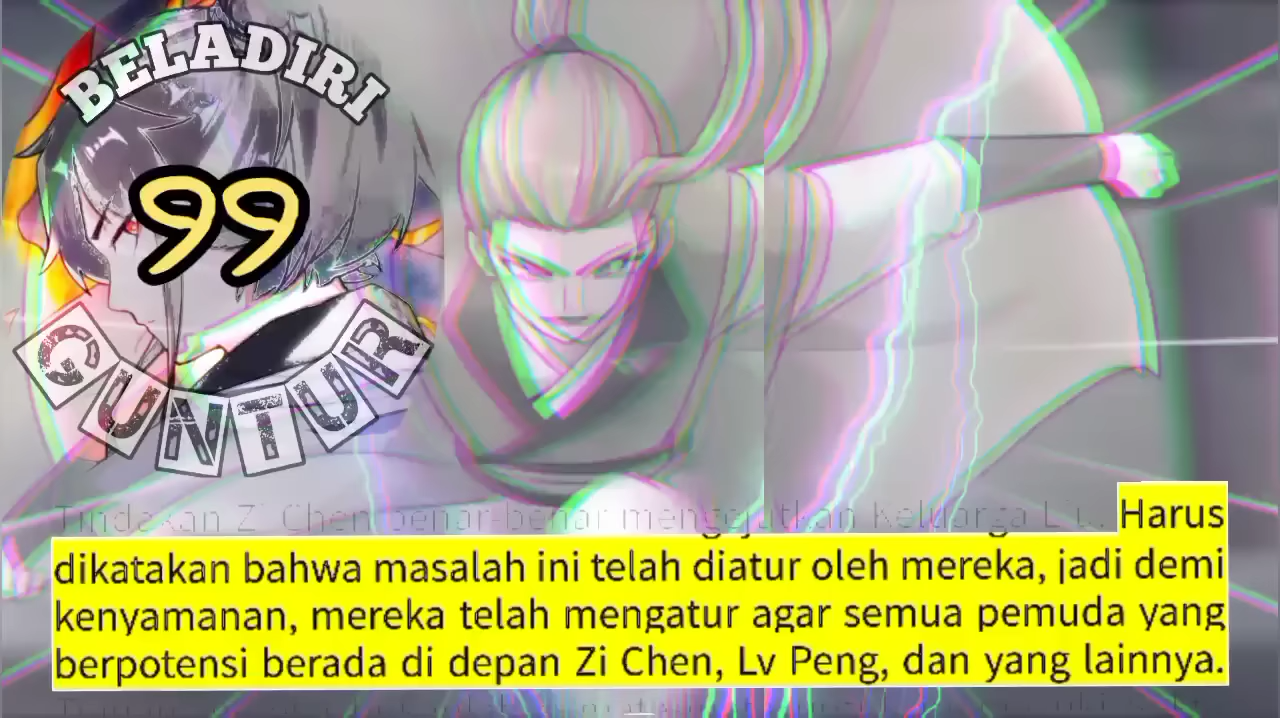 BELADIRI
99
GUNTUR
Tindakan Zi Chen benar-benar mengejutkan Keluarga Liu. Harus
dikatakan bahwa masalah ini telah diatur oleh mereka, jadi demi
kenyamanan, mereka telah mengatur agar semua pemuda yang
berpotensi berada di depan Zi Chen, Lv Peng, dan yang lainnya.